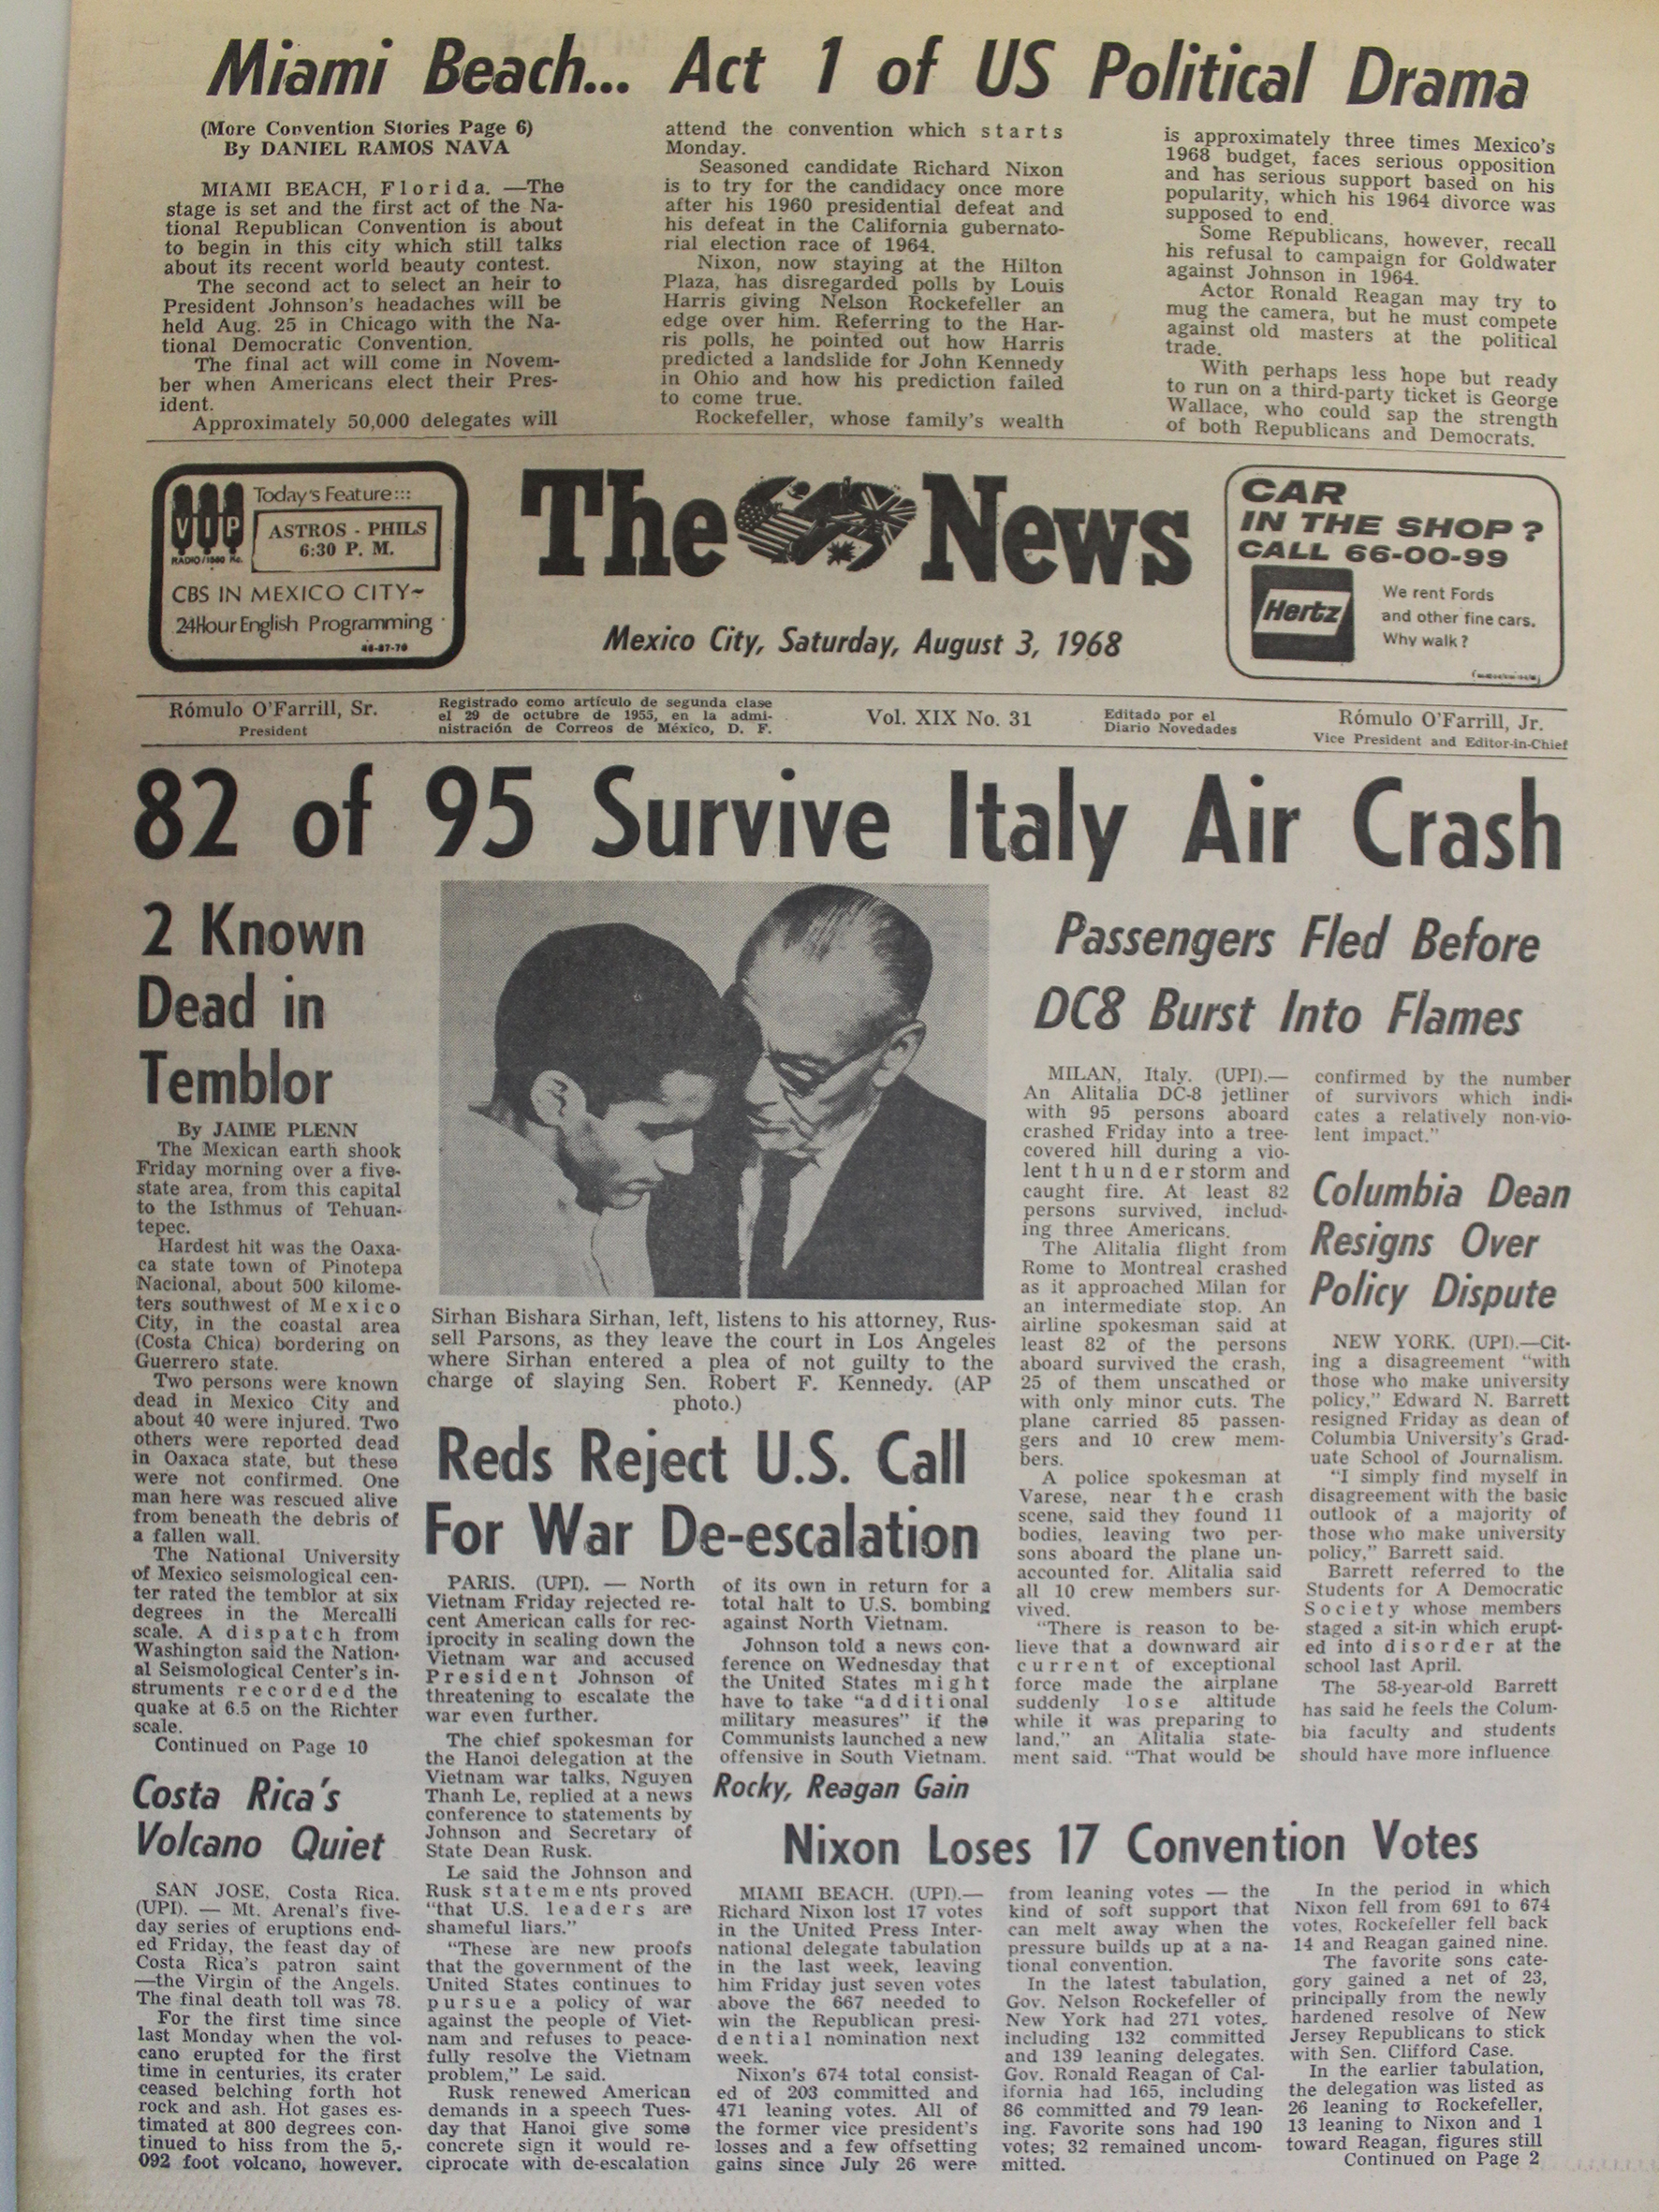 Miami Beach... Act 1 of US Political Drama
(More Convention Stories Page 6)
By DANIEL RAMOS NAVA
MIAMI BEACH, Florida. —The
stage is set and the first act of the Na-
tional Republican Convention is about
to begin in this city which still talks
about its recent world beauty contest.
The second act to select an heir to
President Johnson's headaches will be
held Aug. 25 in Chicago with the Na-
tional Democratic Convention.
The final act will come in Novem-
ber when Americans elect their Pres-
ident.
Approximately 50,000 delegates will
attend the convention which starts
Monday.
Seasoned candidate Richard Nixon
is to try for the candidacy once more
after his 1960 presidential defeat and
his defeat in the California gubernato-
rial election race of 1964.
Nixon, now staying at the Hilton
Plaza, has disregarded polls by Louis
Harris giving Nelson Rockefeller an
edge over him. Referring to the Har-
ris polls, he pointed out how Harris
predicted a landslide for John Kennedy
in Ohio and how his prediction failed
to come true.
Rockefeller, whose family's wealth
is approximately three times Mexico's
1968 budget, faces serious opposition
and has serious support based on his
popularity, which his 1964 divorce was
supposed to end.
Some Republicans, however, recall
his refusal to campaign for Goldwater
against Johnson in 1964.
Actor Ronald Reagan may try to
mug the camera, but he must compete
against old masters at the political
trade.
With perhaps less hope but ready
to run on a third-party ticket is George
Wallace, who could sap the strength
of both Republicans and Democrats.
VIP
RADIO/1560 Kc.
Today's Feature:::
ASTROS - PHILS
6:30 P. M.
CBS IN MEXICO CITY~
24Hour English Programming
46-87-70
The News
Mexico City, Saturday, August 3, 1968
CAR
IN THE SHOP?
CALL 66-00-99
Hertz
We rent Fords
and other fine cars.
Why walk?
Rómulo O'Farrill, Sr.
President
Registrado como artículo de segunda clase
el 29 de octubre de 1955, en la admi-
nistración de Correos de México, D. F.
Vol. XIX No. 31
Editado por el
Diario Novedades
Rómulo O'Farrill, Jr.
Vice President and Editor-in-Chief
82 of 95 Survive Italy Air Crash
2 Known
Dead in
Temblor
By JAIME PLENN
The Mexican earth shook
Friday morning over a five-
state area, from this capital
to the Isthmus of Tehuan-
tepec.
Hardest hit was the Oaxa-
ca state town of Pinotepa
Nacional, about 500 kilome-
ters southwest of Mexico
City, in the coastal area
(Costa Chica) bordering on
Guerrero state.
Two persons were known
dead in Mexico City and
about 40 were injured. Two
others were reported dead
in Oaxaca state, but these
were not confirmed. One
man here was rescued alive
from beneath the debris of
a fallen wall.
The National University
of Mexico seismological cen-
ter rated the temblor at six
degrees in the Mercalli
scale. A dispatch from
Washington said the Nation-
al Seismological Center's in-
struments recorded the
quake at 6.5 on the Richter
scale.
Continued on Page 10
Costa Rica's
Volcano Quiet
SAN JOSE, Costa Rica.
(UPI). — Mt. Arenal's five-
day series of eruptions end-
ed Friday, the feast day of
Costa Rica's patron saint
—the Virgin of the Angels.
The final death toll was 78.
For the first time since
last Monday when the vol-
cano erupted for the first
time in centuries, its crater
ceased belching forth hot
rock and ash. Hot gases es-
timated at 800 degrees con-
tinued to hiss from the 5,-
092 foot volcano, however.
Sirhan Bishara Sirhan, left, listens to his attorney, Rus-
sell Parsons, as they leave the court in Los Angeles
where Sirhan entered a plea of not guilty to the
charge of slaying Sen. Robert F. Kennedy. (AP
photo.)
Reds Reject U.S. Call
For War De-escalation
PARIS. (UPI). — North
Vietnam Friday rejected re-
cent American calls for rec-
iprocity in scaling down the
Vietnam war and accused
President Johnson of
threatening to escalate the
war even further.
The chief spokesman for
the Hanoi delegation at the
Vietnam war talks, Nguyen
Thanh Le, replied at a news
conference to statements by
Johnson and Secretary of
State Dean Rusk.
Le said the Johnson and
Rusk statements proved
"that U.S. leaders are
shameful liars."
"These are new proofs
that the government of the
United States continues to
pursue a policy of war
against the people of Viet-
nam and refuses to peace-
fully resolve the Vietnam
problem," Le said.
Rusk renewed American
demands in a speech Tues-
day that Hanoi give some
concrete sign it would re-
ciprocate with de-escalation
of its own in return for a
total halt to U.S. bombing
against North Vietnam.
Johnson told a news con-
ference on Wednesday that
the United States might
have to take "additional
military measures" if the
Communists launched a new
offensive in South Vietnam.
Passengers Fled Before
DC8 Burst Into Flames
MILAN, Italy. (UPI).—
An Alitalia DC-8 jetliner
with 95 persons aboard
crashed Friday into a tree-
covered hill during a vio-
lent thunderstorm and
caught fire. At least 82
persons survived, includ-
ing three Americans.
The Alitalia flight from
Rome to Montreal crashed
as it approached Milan for
an intermediate stop. An
airline spokesman said at
least 82 of the persons
aboard survived the crash,
25 of them unscathed or
with only minor cuts. The
plane carried 85 passen-
gers and 10 crew mem-
bers.
A police spokesman at
Varese, near the crash
scene, said they found 11
bodies, leaving two per-
sons aboard the plane un-
accounted for. Alitalia said
all 10 crew members sur-
vived.
"There is reason to be-
lieve that a downward air
current of exceptional
force made the airplane
suddenly lose altitude
while it was preparing to
land," an Alitalia state-
ment said. "That would be
confirmed by the number
of survivors which indi-
cates a relatively non-vio-
lent impact."
Columbia Dean
Resigns Over
Policy Dispute
NEW YORK. (UPI).—Cit-
ing a disagreement "with
those who make university
policy," Edward N. Barrett
resigned Friday as dean of
Columbia University's Grad-
uate School of Journalism.
"I simply find myself in
disagreement with the basic
outlook of a majority of
those who make university
policy," Barrett said.
Barrett referred to the
Students for A Democratic
Society whose members
staged a sit-in which erupt-
ed into disorder at the
school last April.
The 58-year-old Barrett
has said he feels the Colum-
bia faculty and students
should have more influence
Rocky, Reagan Gain
Nixon Loses 17 Convention Votes
MIAMI BEACH. (UPI).—
Richard Nixon lost 17 votes
in the United Press Inter-
national delegate tabulation
in the last week, leaving
him Friday just seven votes
above the 667 needed to
win the Republican presi-
dential nomination next
week.
Nixon's 674 total consist-
ed of 203 committed and
471 leaning votes. All of
the former vice president's
losses and a few offsetting
gains since July 26 were
from leaning votes — the
kind of soft support that
can melt away when the
pressure builds up at a na-
tional convention.
In the latest tabulation,
Gov. Nelson Rockefeller of
New York had 271 votes,
including 132 committed
and 139 leaning delegates.
Gov. Ronald Reagan of Cal-
ifornia had 165, including
86 committed and 79 lean-
ing. Favorite sons had 190
votes; 32 remained uncom-
mitted.
In the period in which
Nixon fell from 691 to 674
votes, Rockefeller fell back
14 and Reagan gained nine.
The favorite sons cate-
gory gained a net of 23,
principally from the newly
hardened resolve of New
Jersey Republicans to stick
with Sen. Clifford Case.
In the earlier tabulation,
the delegation was listed as
26 leaning to Rockefeller,
13 leaning to Nixon and 1
toward Reagan, figures still
Continued on Page 2